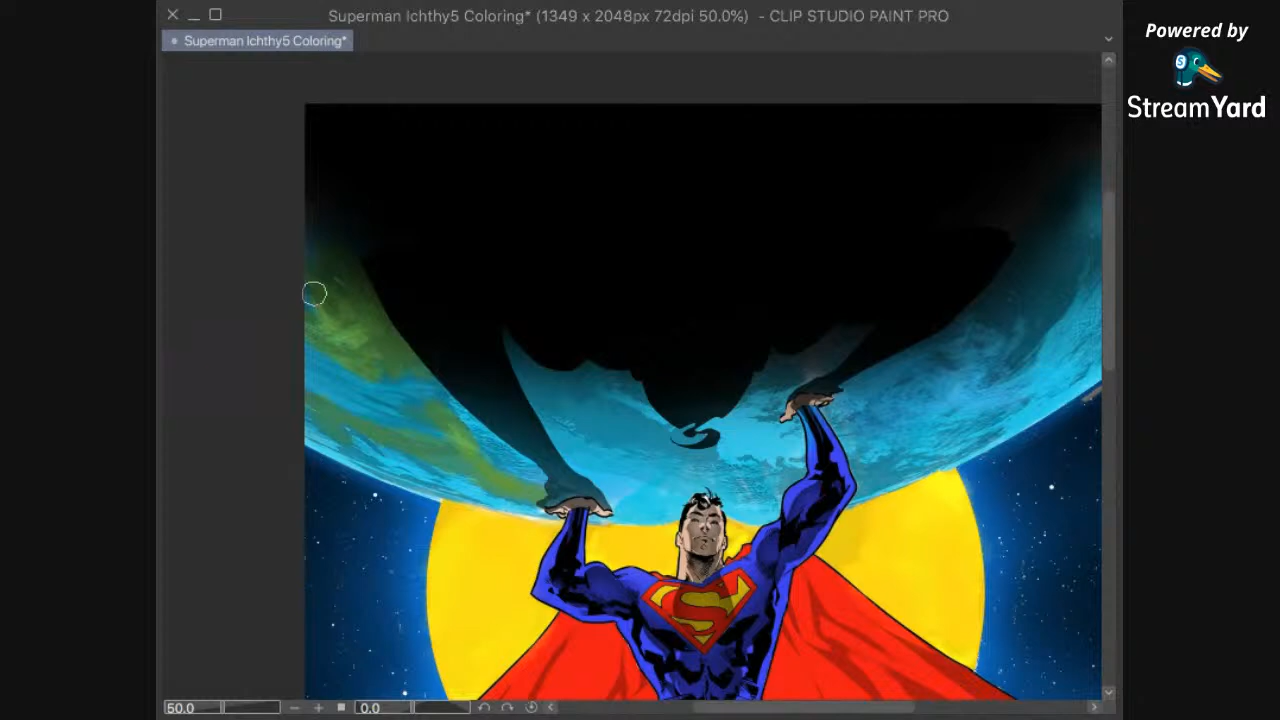 Superman Ichthy5 Coloring* (1349 x 2048px 72dpi 50.0%) - CLIP STUDIO PAINT PRO
Superman Ichthy5 Coloring*
Powered by
StreamYard
S
50.0
0.0